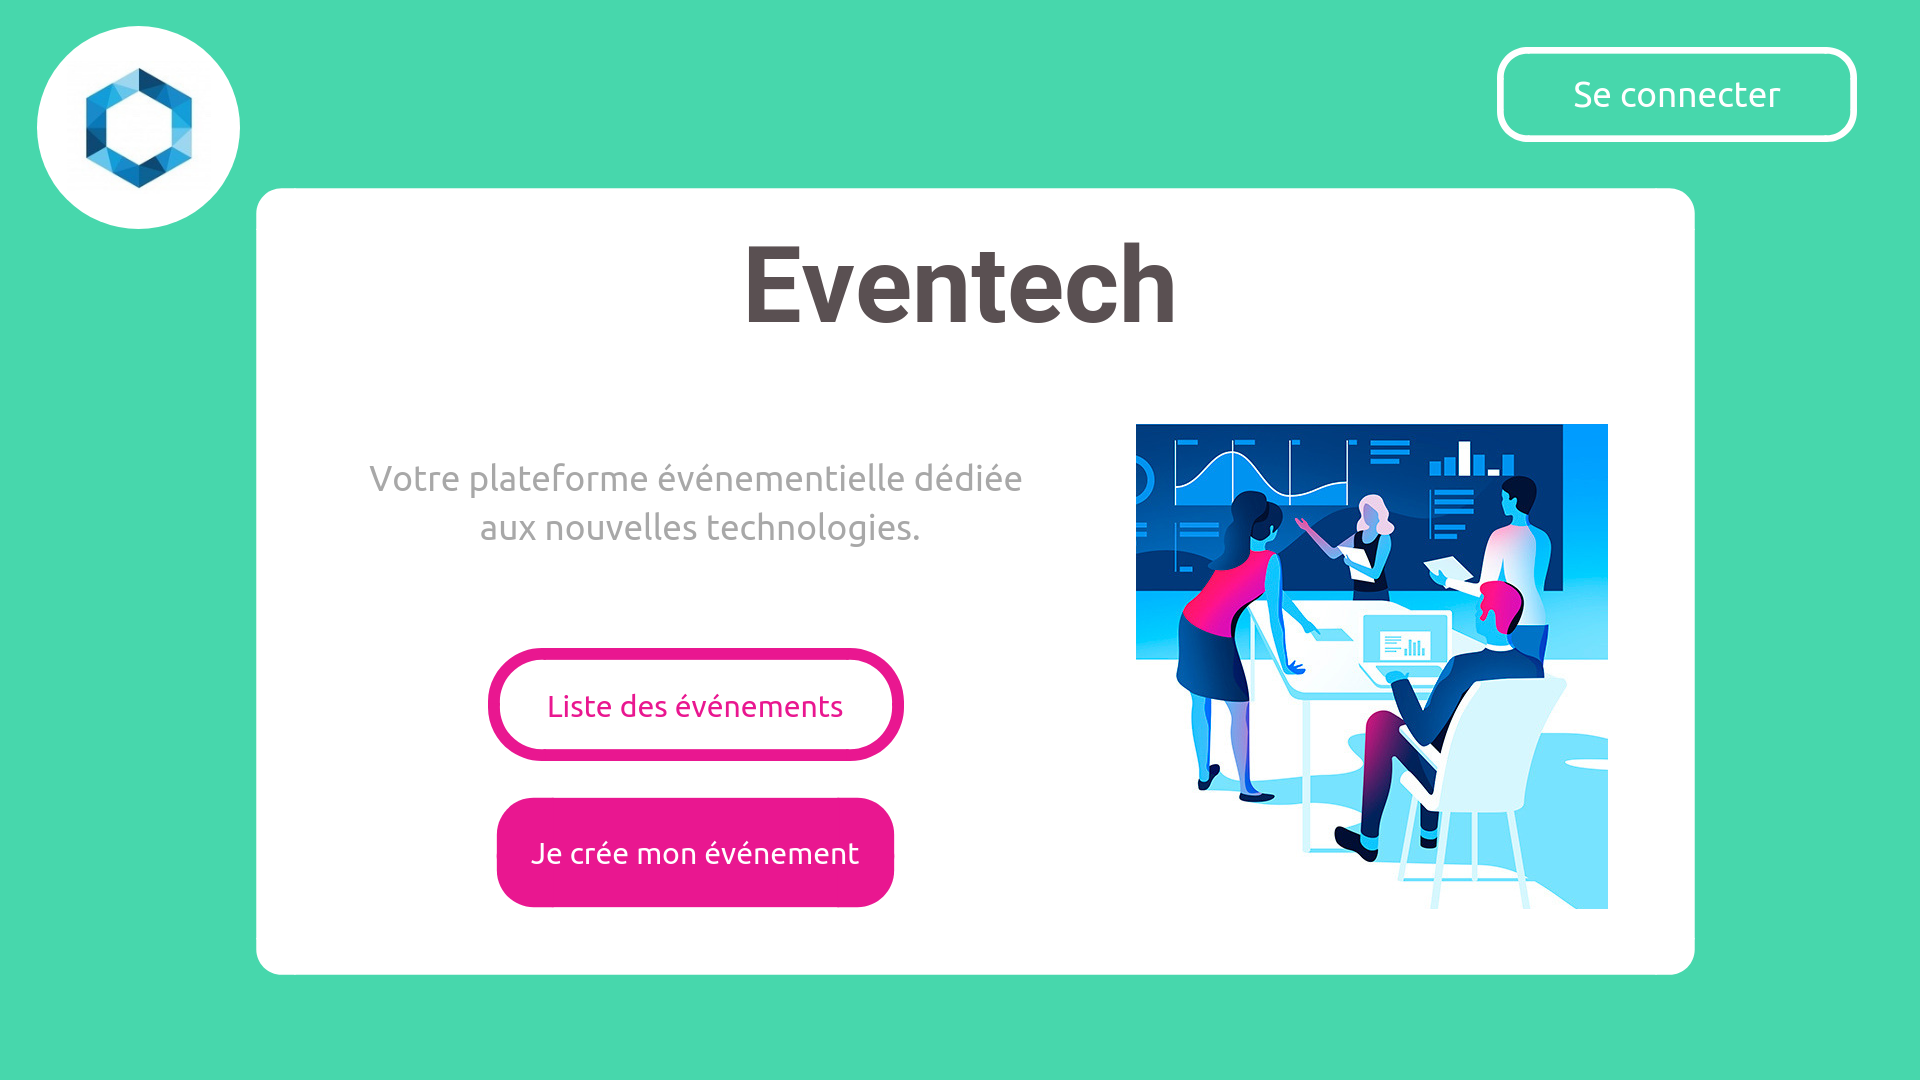 Se connecter
Eventech
Votre plateforme événementielle dédiée
aux nouvelles technologies.
Liste des événements
Je crée mon événement